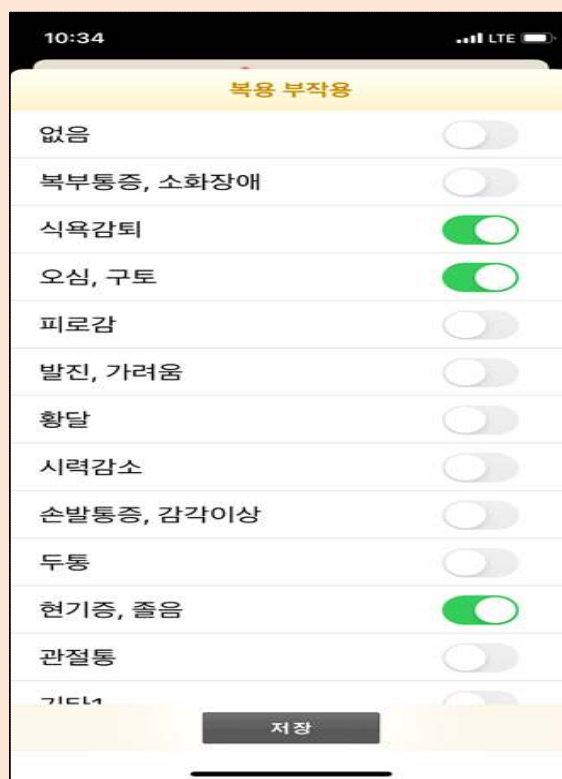 10:34
LTE
복용 부작용
없음
복부통증, 소화장애
식욕감퇴
오심, 구토
피로감
발진, 가려움
황달
시력감소
손발통증, 감각이상
두통
현기증, 졸음
관절통
기타1
저장